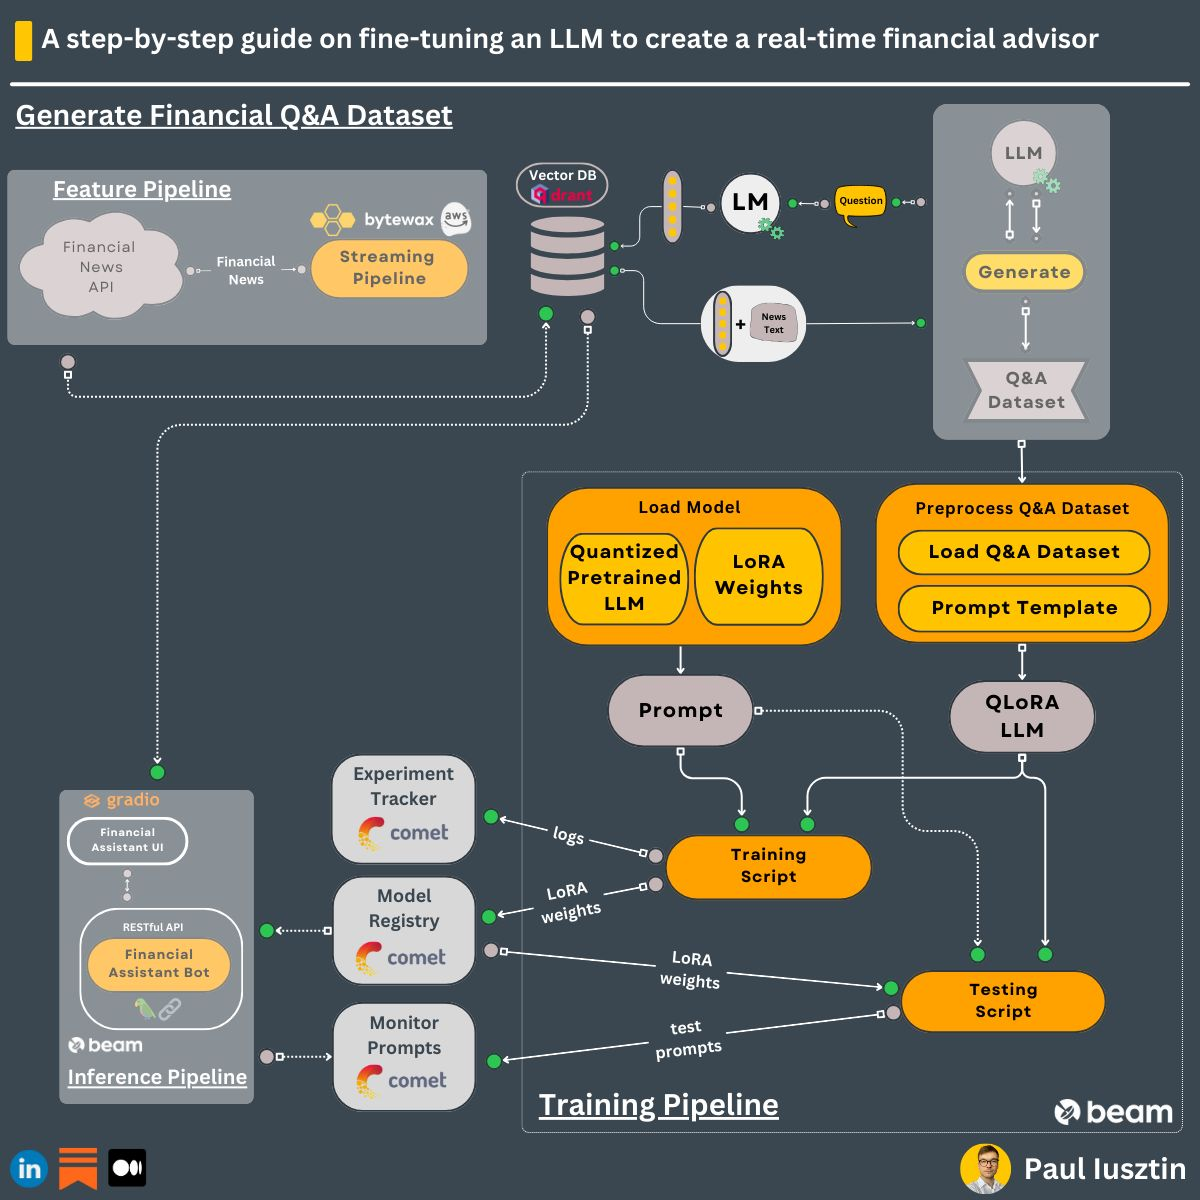 A step-by-step guide on fine-tuning an LLM to create a real-time financial advisor
Generate Financial Q&A Dataset
Feature Pipeline
Financial
News
API
Financial
News
bytewax
aws
Streaming
Pipeline
Vector DB
qdrant
LM
Question
+
News
Text
LLM
Generate
Q&A
Dataset
Load Model
Quantized
Pretrained
LLM
LoRA
Weights
Preprocess Q&A Dataset
Load Q&A Dataset
Prompt Template
Prompt
QLoRA
LLM
Experiment
Tracker
comet
logs
Training
Script
LoRA
weights
Model
Registry
comet
LoRA
weights
Testing
Script
test
prompts
Monitor
Prompts
comet
gradio
Financial
Assistant UI
RESTful API
Financial
Assistant Bot
beam
Inference Pipeline
Training Pipeline
beam
in
Paul Iusztin